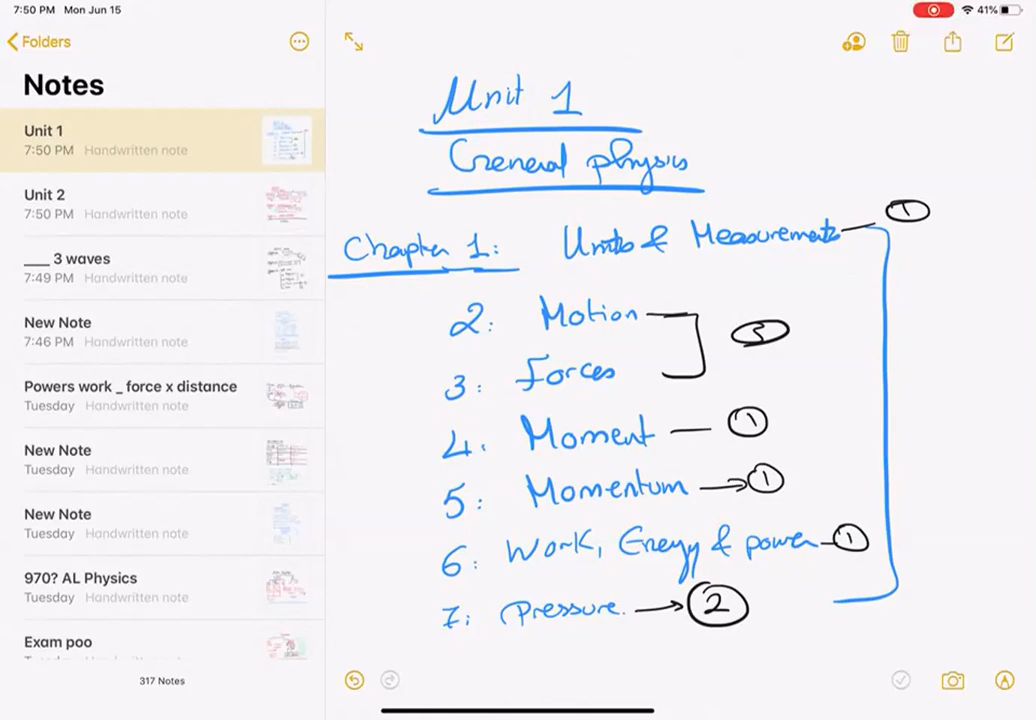 7:50 PM Mon Jun 15
41%
Folders
Notes
Unit 1
7:50 PM Handwritten note
Unit 2
7:50 PM Handwritten note
___ 3 waves
7:49 PM Handwritten note
New Note
7:46 PM Handwritten note
Powers work _ force x distance
Tuesday Handwritten note
New Note
Tuesday Handwritten note
New Note
Tuesday Handwritten note
970? AL Physics
Tuesday Handwritten note
Exam poo
317 Notes
Unit 1
General physics
Chapter 1: Units & Measurements 1
2: Motion
3: Forces
4: Moment 1
5: Momentum → 1
6: Work, Energy & power 1
7: Pressure. → 2